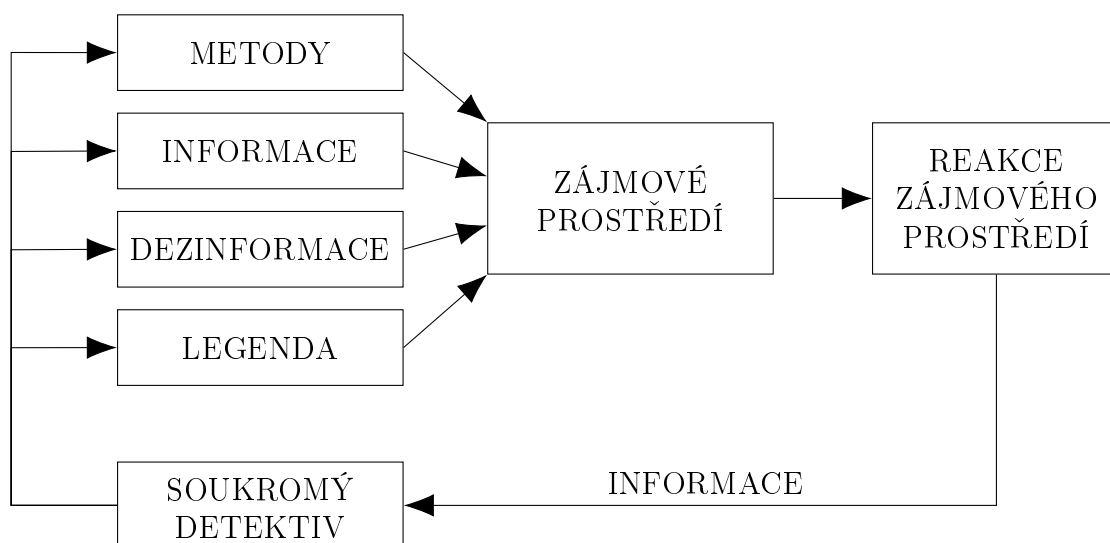 METODY
INFORMACE
DEZINFORMACE
LEGENDA
ZÁJMOVÉ
PROSTŘEDÍ
REAKCE
ZÁJMOVÉHO
PROSTŘEDÍ
INFORMACE
SOUKROMÝ
DETEKTIV